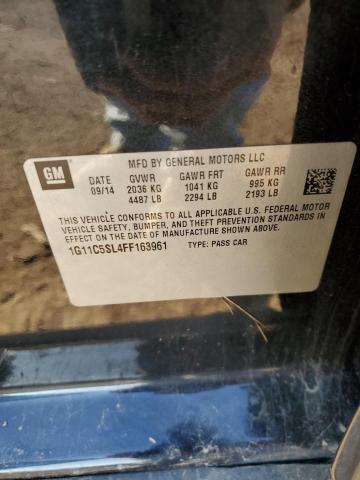 GM
MFD BY GENERAL MOTORS LLC
09/14 GVWR GAWR FRT GAWR RR
2036 KG 1041 KG 995 KG
4487 LB 2294 LB 2193 LB
THIS VEHICLE CONFORMS TO ALL APPLICABLE U.S. FEDERAL MOTOR
VEHICLE SAFETY, BUMPER, AND THEFT PREVENTION STANDARDS IN
EFFECT ON THE DATE OF MANUFACTURE SHOWN ABOVE.
1G11C5SL4FF163961 TYPE: PASS CAR